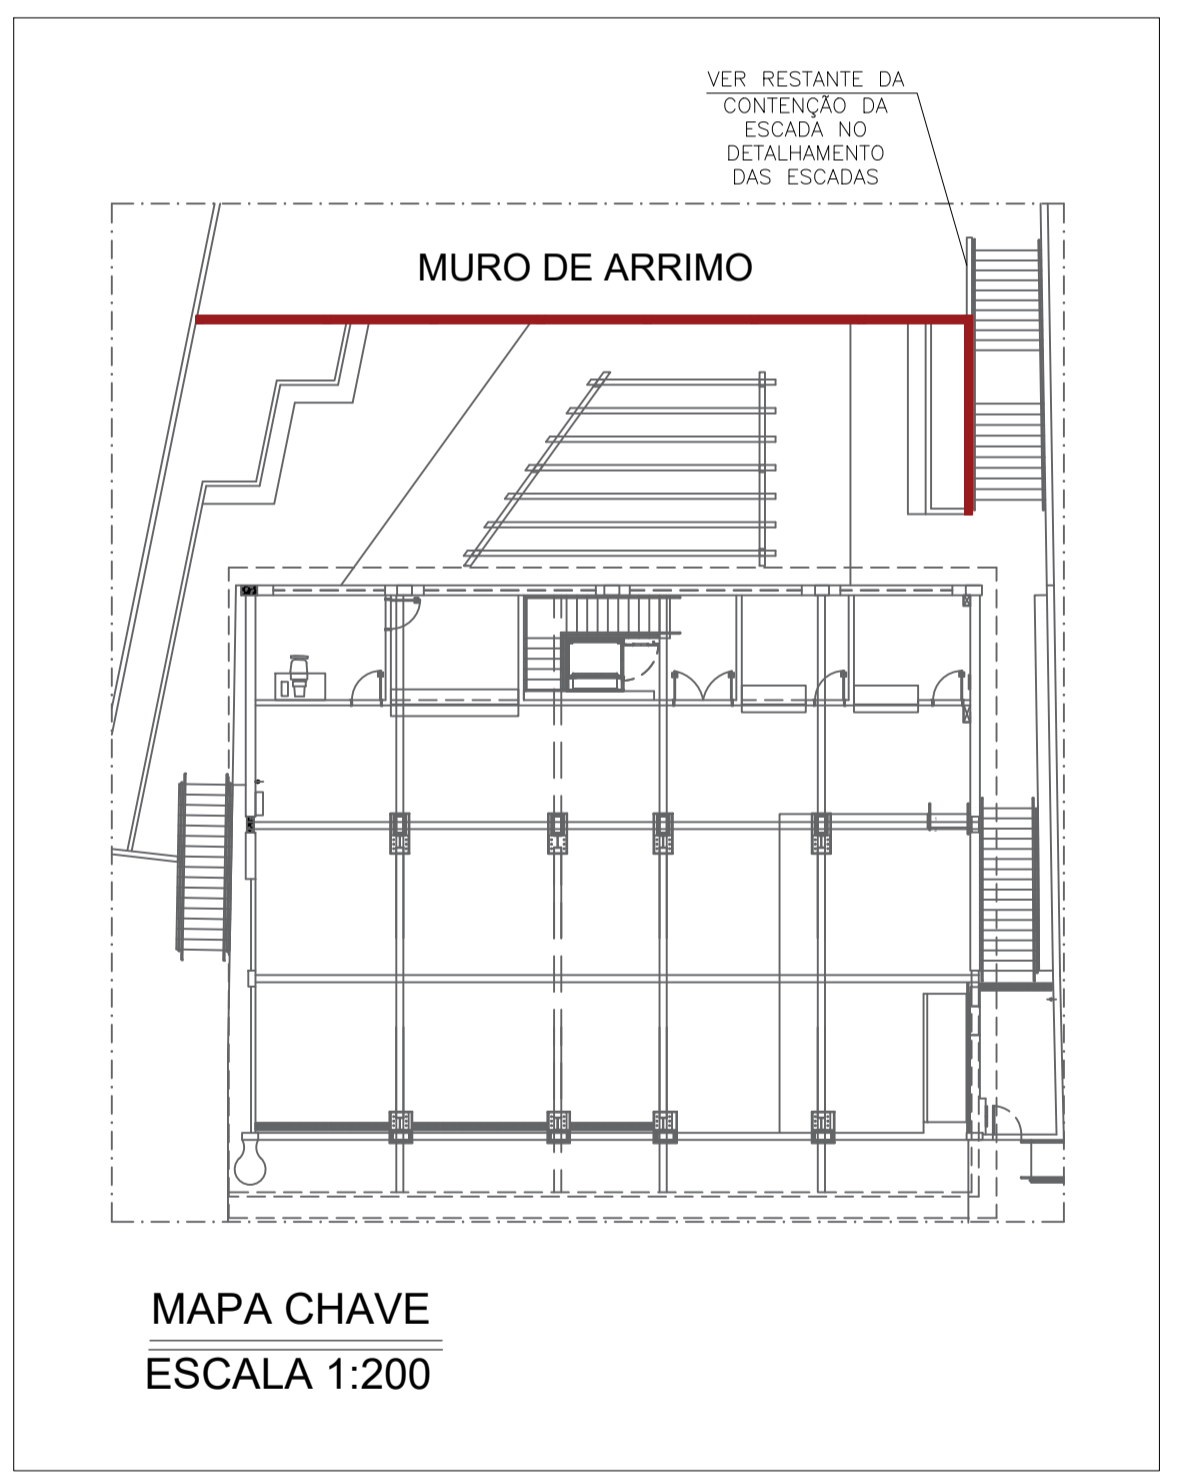 VER RESTANTE DA
CONTENÇÃO DA
ESCADA NO
DETALHAMENTO
DAS ESCADAS
MURO DE ARRIMO
MAPA CHAVE
ESCALA 1:200